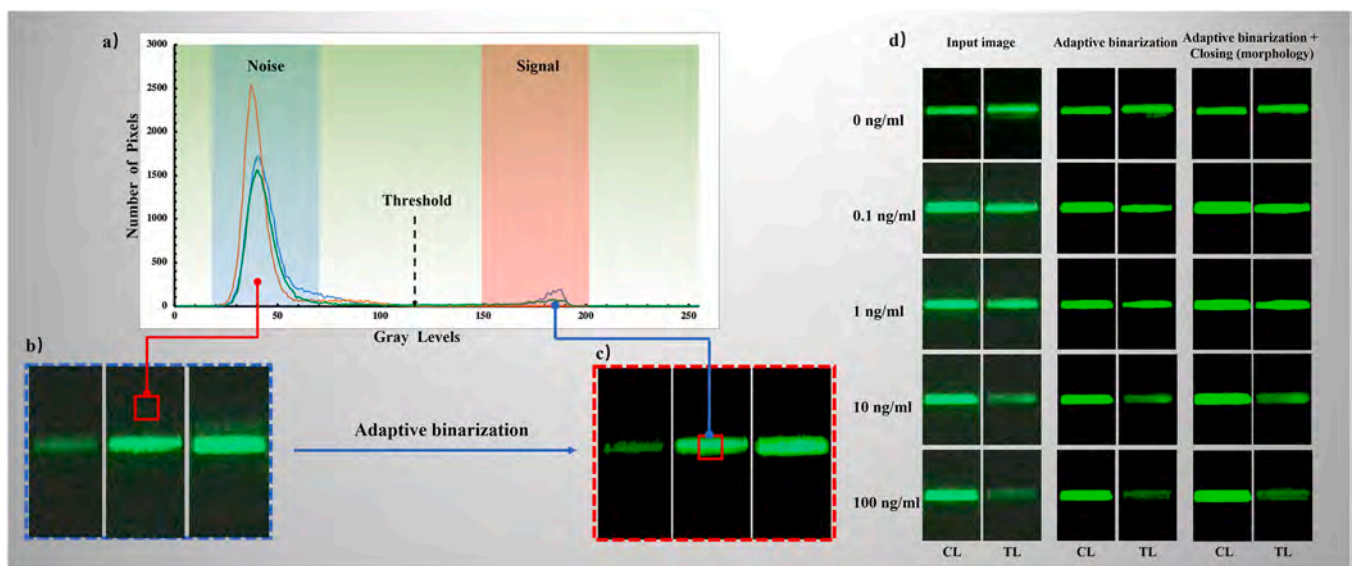 a)
3000
2500
2000
1500
1000
500
0
Number of Pixels
Noise
Signal
Threshold
0 50 100 150 200 250
Gray Levels
b)
Adaptive binarization
c)
d)
Input image
Adaptive binarization
Adaptive binarization +
Closing (morphology)
0 ng/ml
0.1 ng/ml
1 ng/ml
10 ng/ml
100 ng/ml
CL TL CL TL CL TL